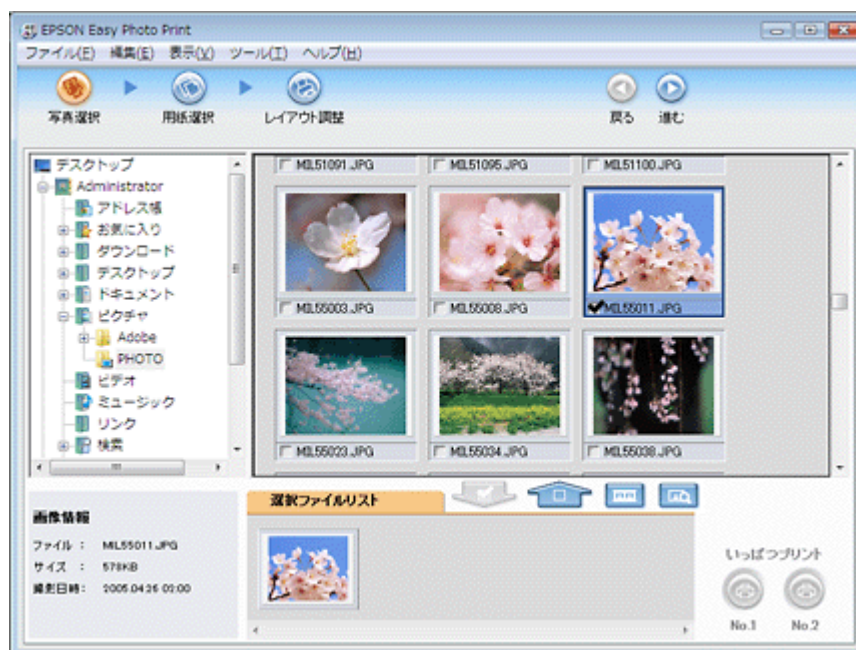 EPSON Easy Photo Print
ファイル(F) 編集(E) 表示(V) ツール(T) ヘルプ(H)
写真選択 用紙選択 レイアウト調整 戻る 進む
デスクトップ
Administrator
アドレス帳
お気に入り
ダウンロード
デスクトップ
ドキュメント
ピクチャ
Adobe
PHOTO
ビデオ
ミュージック
リンク
検索
MIL51091.JPG MIL51095.JPG MIL51100.JPG
MIL55003.JPG MIL55008.JPG MIL55011.JPG
MIL55023.JPG MIL55034.JPG MIL55038.JPG
選択ファイルリスト
画像情報
ファイル : MIL55011.JPG
サイズ : 578KB
撮影日時: 2005.04.26 02:00
いっぱつプリント
No.1 No.2